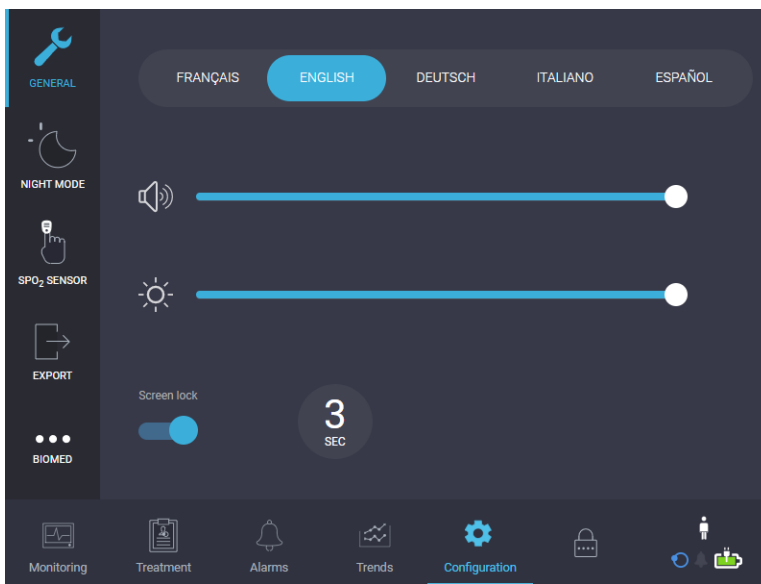 GENERAL
FRANÇAIS
ENGLISH
DEUTSCH
ITALIANO
ESPAÑOL
NIGHT MODE
SPO₂ SENSOR
EXPORT
Screen lock
3
SEC
BIOMED
Monitoring
Treatment
Alarms
Trends
Configuration